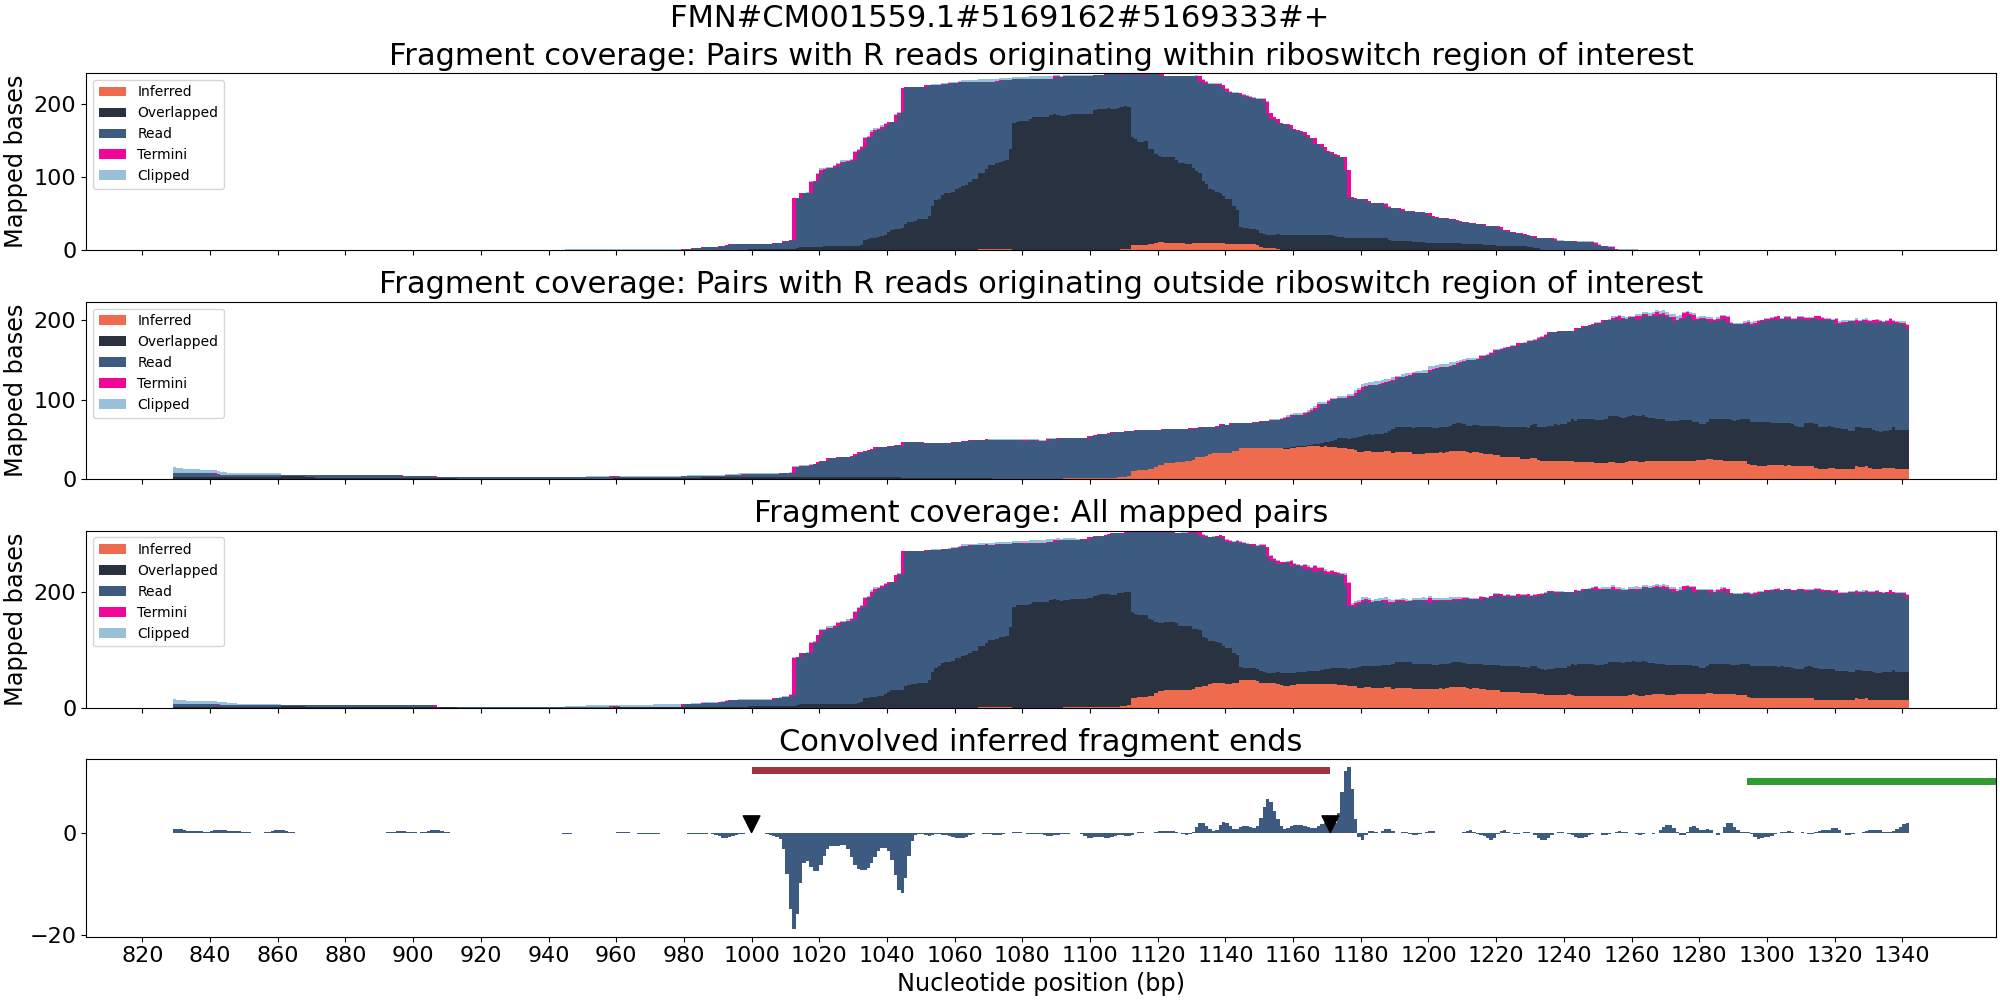 FMN#CM001559.1#5169162#5169333#+
Fragment coverage: Pairs with R reads originating within riboswitch region of interest
Mapped bases
200
100
0
Inferred
Overlapped
Read
Termini
Clipped
Fragment coverage: Pairs with R reads originating outside riboswitch region of interest
Mapped bases
200
100
0
Inferred
Overlapped
Read
Termini
Clipped
Fragment coverage: All mapped pairs
Mapped bases
200
0
Inferred
Overlapped
Read
Termini
Clipped
Convolved inferred fragment ends
0
−20
820 840 860 880 900 920 940 960 980 1000 1020 1040 1060 1080 1100 1120 1140 1160 1180 1200 1220 1240 1260 1280 1300 1320 1340
Nucleotide position (bp)